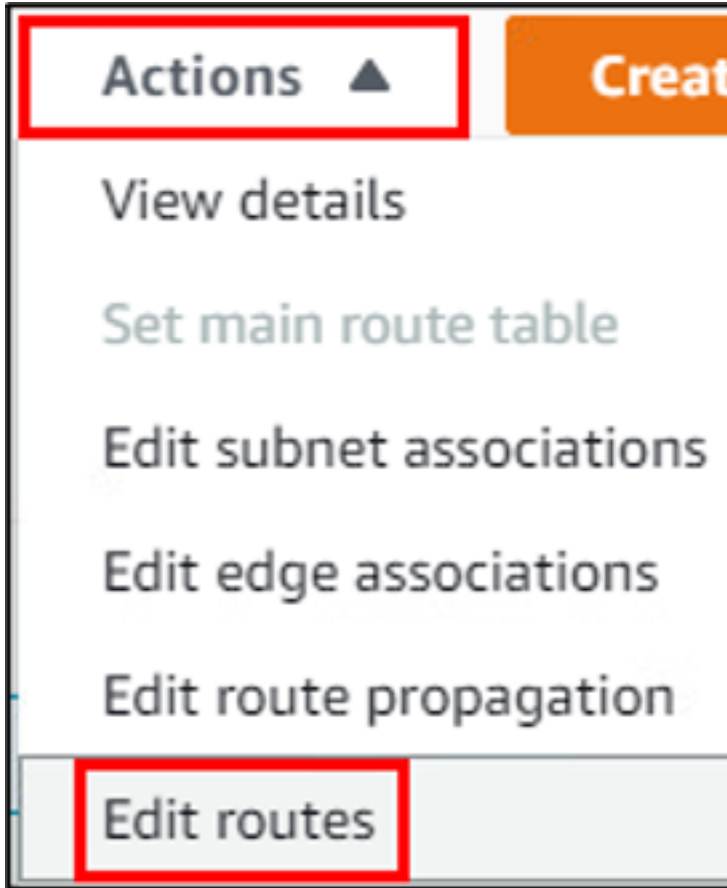 Actions ▲ Creat
View details
Set main route table
Edit subnet associations
Edit edge associations
Edit route propagation
Edit routes